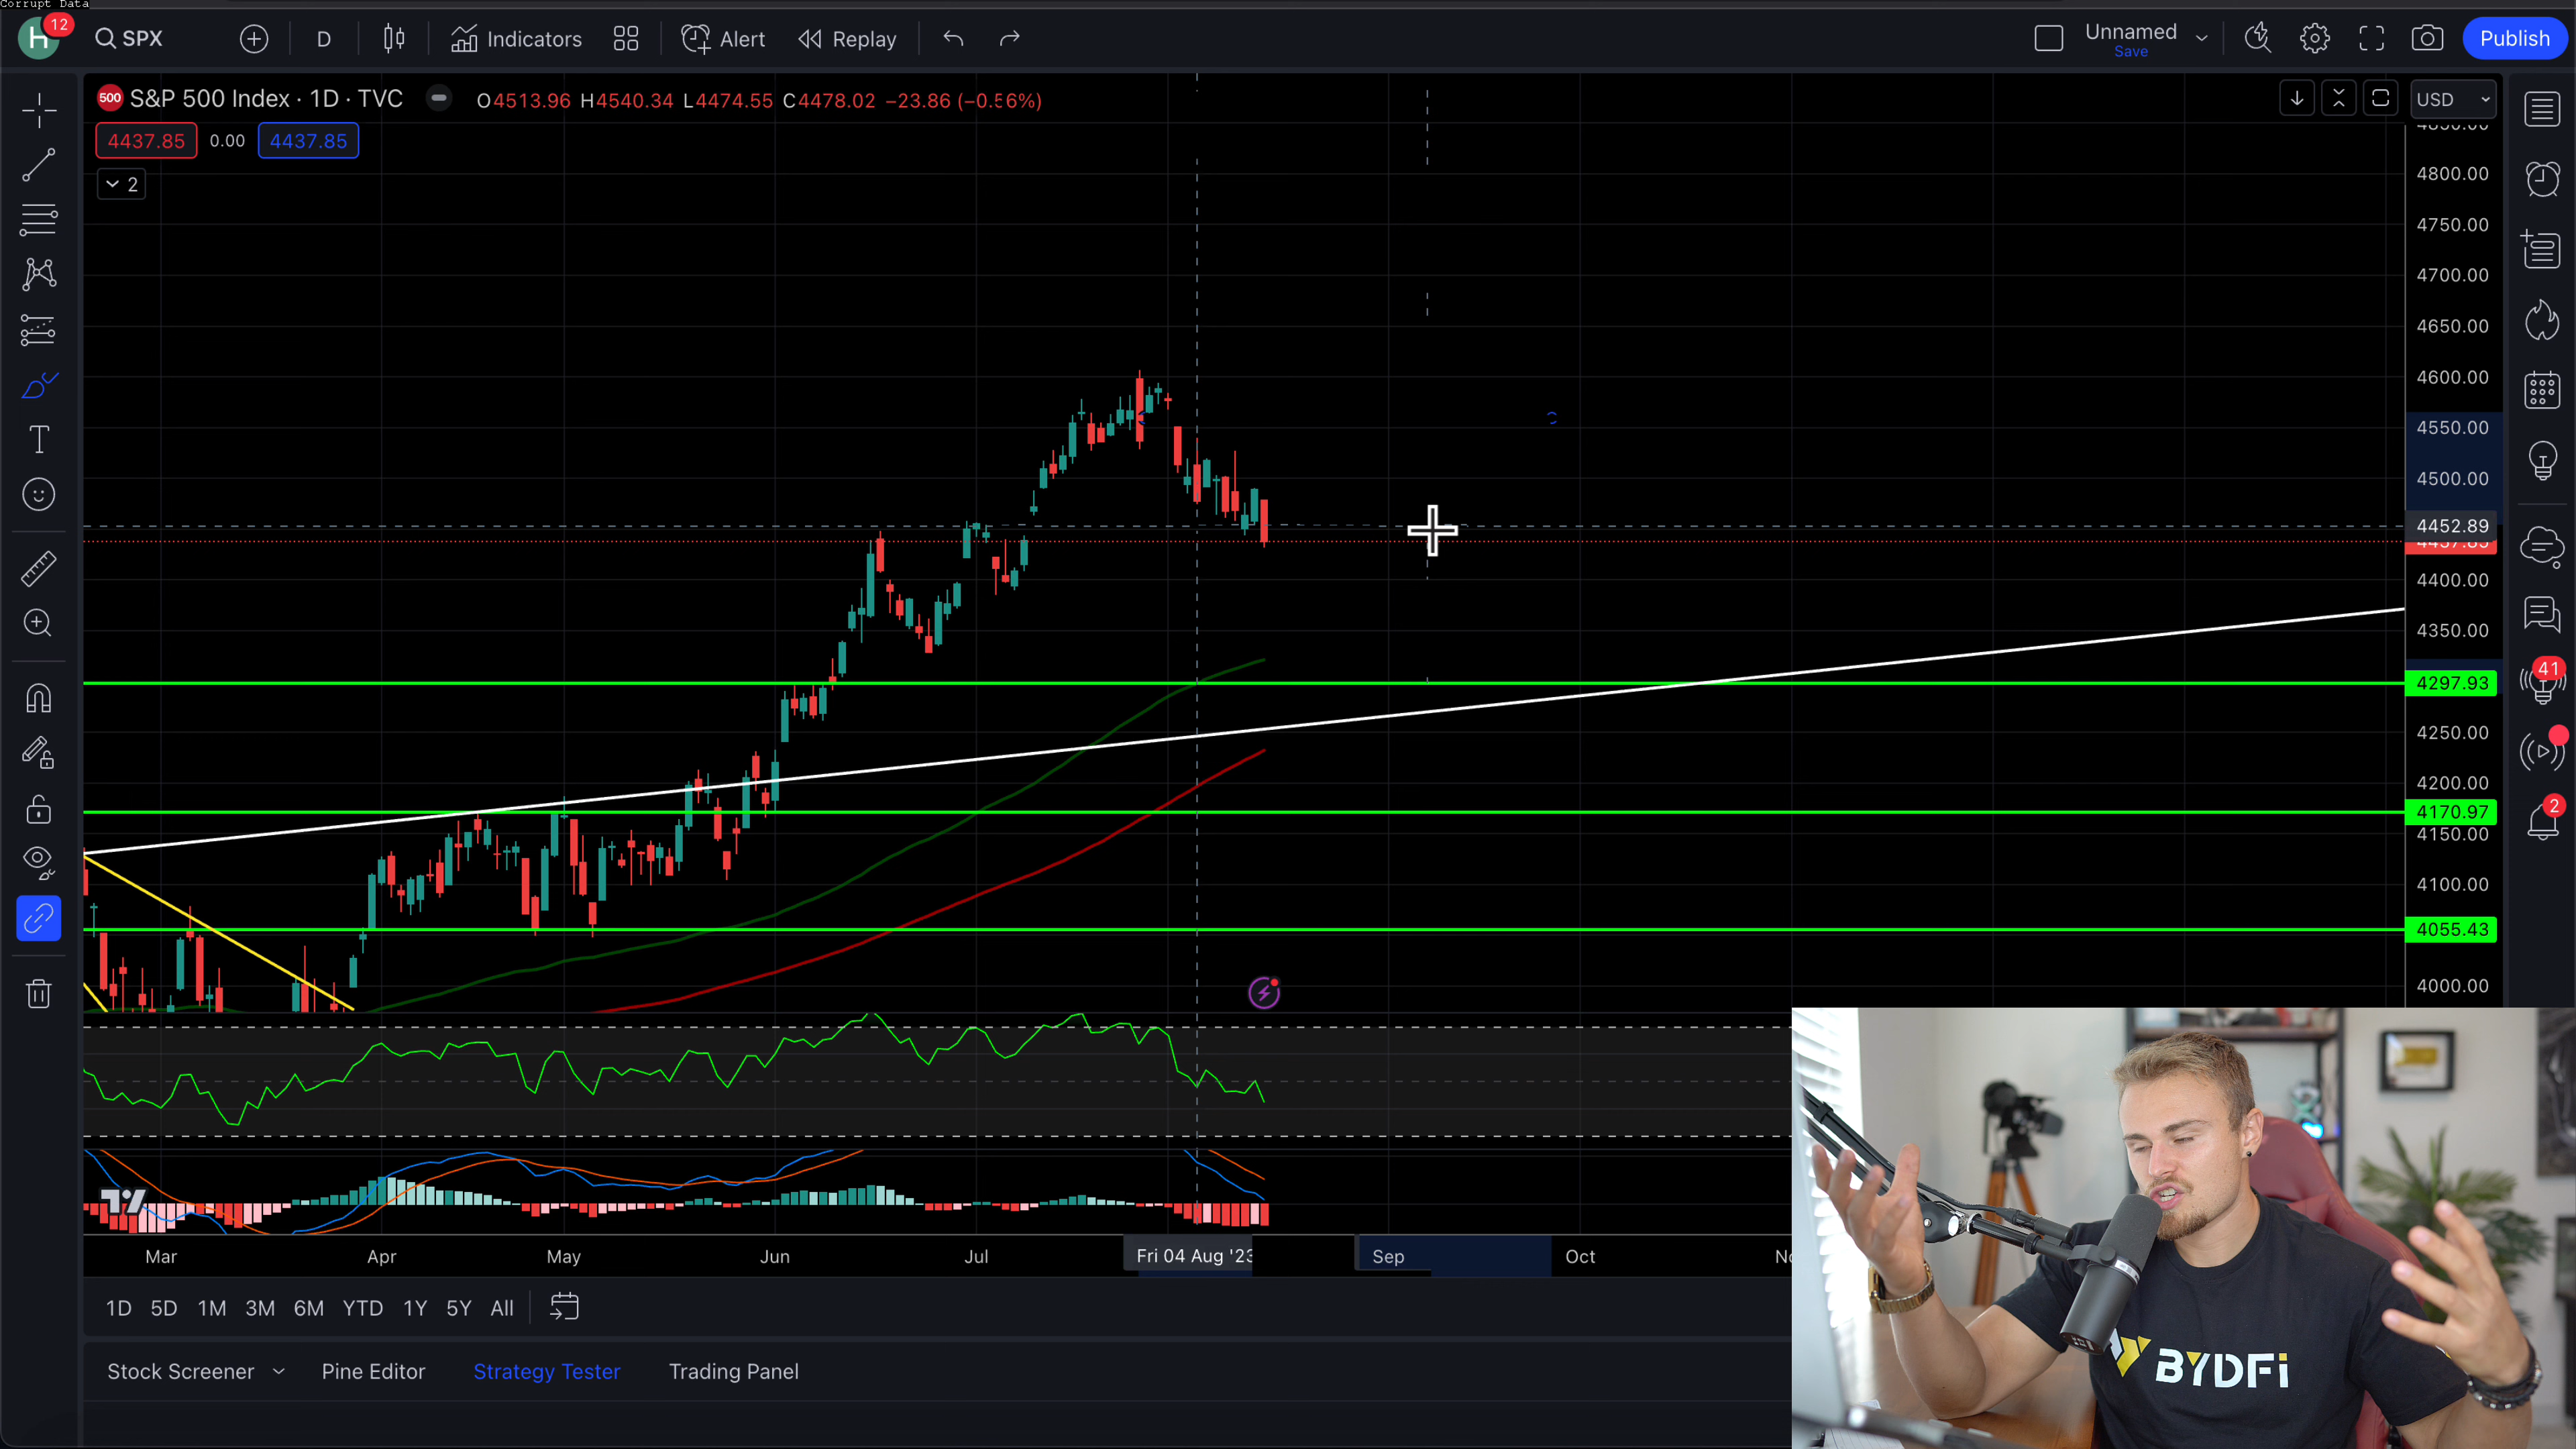 Corrupt Data
H 12 SPX D Indicators Alert Replay Unnamed Save Publish
500 S&P 500 Index · 1D · TVC O4513.96 H4540.34 L4474.55 C4478.02 −23.86 (−0.56%) USD
4437.85 0.00 4437.85
2
4800.00
4750.00
4700.00
4650.00
4600.00
4550.00
4500.00
4452.89
4437.85
4400.00
4350.00
4297.93
4250.00
4200.00
4170.97
4150.00
4100.00
4055.43
4000.00
41
2
Mar Apr May Jun Jul Fri 04 Aug '23 Sep Oct
1D 5D 1M 3M 6M YTD 1Y 5Y All
Stock Screener Pine Editor Strategy Tester Trading Panel
BYDFi